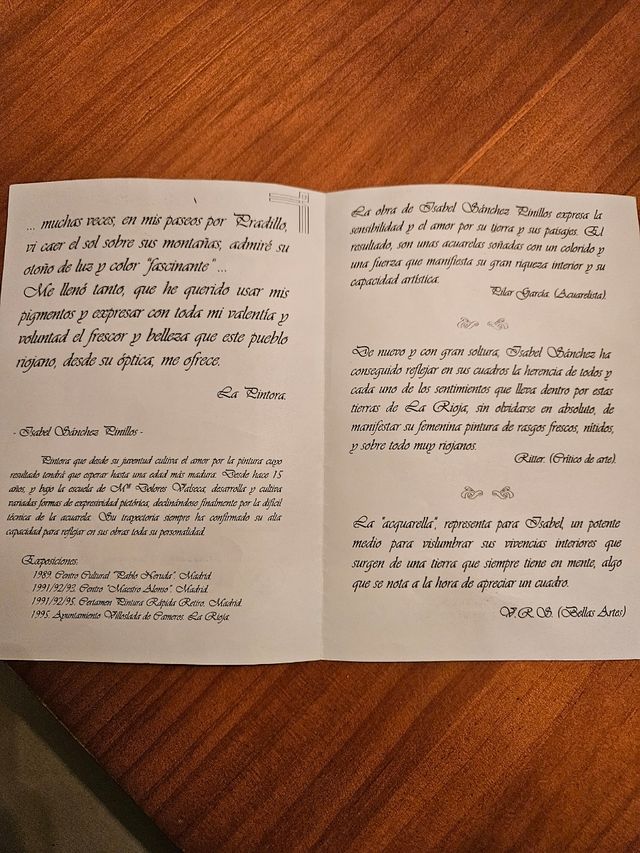 ... muchas veces, en mis paseos por Pradillo,
vi caer el sol sobre sus montañas, admiré su
otoño de luz y color "fascinante" ...
Me llenó tanto, que he querido usar mis
pigmentos y expresar con toda mi valentía y
voluntad el frescor y belleza que este pueblo
riojano, desde su óptica, me ofrece.
La Pintora.
- Isabel Sánchez Pinillos -
Pintora que desde su juventud cultiva el amor por la pintura cuyo
resultado tendrá que esperar hasta una edad más madura. Desde hace 15
años, y bajo la escuela de Mª Dolores Valseca, desarrolla y cultiva
variadas formas de expresividad pictórica, declinándose finalmente por la difícil
técnica de la acuarela. Su trayectoria siempre ha confirmado su alta
capacidad para reflejar en sus obras toda su personalidad.
Exposiciones:
1989. Centro Cultural "Pablo Neruda". Madrid.
1991/92/93. Centro "Maestro Alonso". Madrid.
1991/92/95. Certamen Pintura Rápida Retiro. Madrid.
1995. Ayuntamiento Villoslada de Cameros. La Rioja.
La obra de Isabel Sánchez Pinillos expresa la
sensibilidad y el amor por su tierra y sus paisajes. El
resultado, son unas acuarelas soñadas con un colorido y
una fuerza que manifiesta su gran riqueza interior y su
capacidad artística.
Pilar García. (Acuarelista).
De nuevo y con gran soltura, Isabel Sánchez ha
conseguido reflejar en sus cuadros la herencia de todos y
cada uno de los sentimientos que lleva dentro por estas
tierras de La Rioja, sin olvidarse en absoluto, de
manifestar su femenina pintura de rasgos frescos, nítidos,
y sobre todo muy riojanos.
Ritter. (Crítico de arte).
La "acquarella", representa para Isabel, un potente
medio para vislumbrar sus vivencias interiores que
surgen de una tierra que siempre tiene en mente, algo
que se nota a la hora de apreciar un cuadro.
V.R.S. (Bellas Artes)